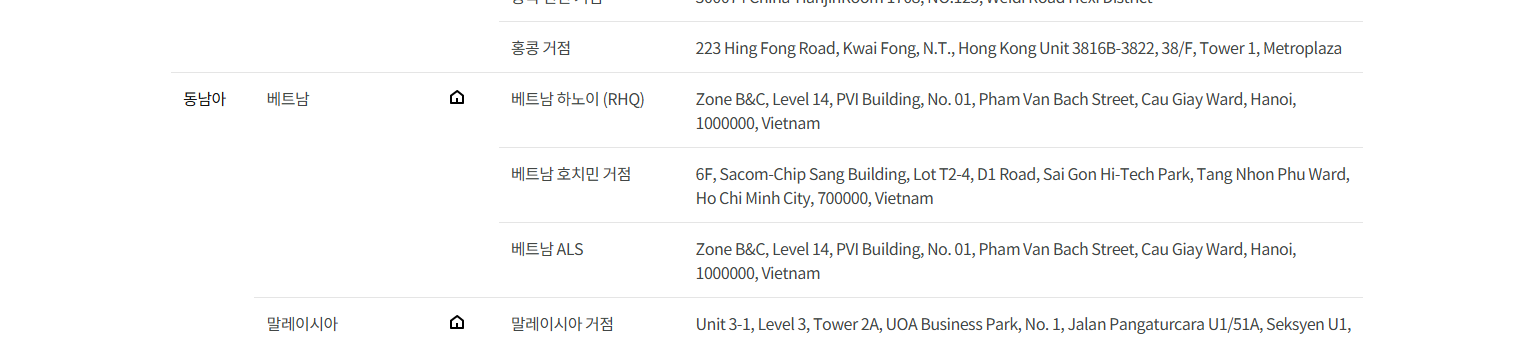 홍콩 거점 223 Hing Fong Road, Kwai Fong, N.T., Hong Kong Unit 3816B-3822, 38/F, Tower 1, Metroplaza
동남아 베트남 베트남 하노이 (RHQ) Zone B&C, Level 14, PVI Building, No. 01, Pham Van Bach Street, Cau Giay Ward, Hanoi,
1000000, Vietnam
베트남 호치민 거점 6F, Sacom-Chip Sang Building, Lot T2-4, D1 Road, Sai Gon Hi-Tech Park, Tang Nhon Phu Ward,
Ho Chi Minh City, 700000, Vietnam
베트남 ALS Zone B&C, Level 14, PVI Building, No. 01, Pham Van Bach Street, Cau Giay Ward, Hanoi,
1000000, Vietnam
말레이시아 말레이시아 거점 Unit 3-1, Level 3, Tower 2A, UOA Business Park, No. 1, Jalan Pangaturcara U1/51A, Seksyen U1,